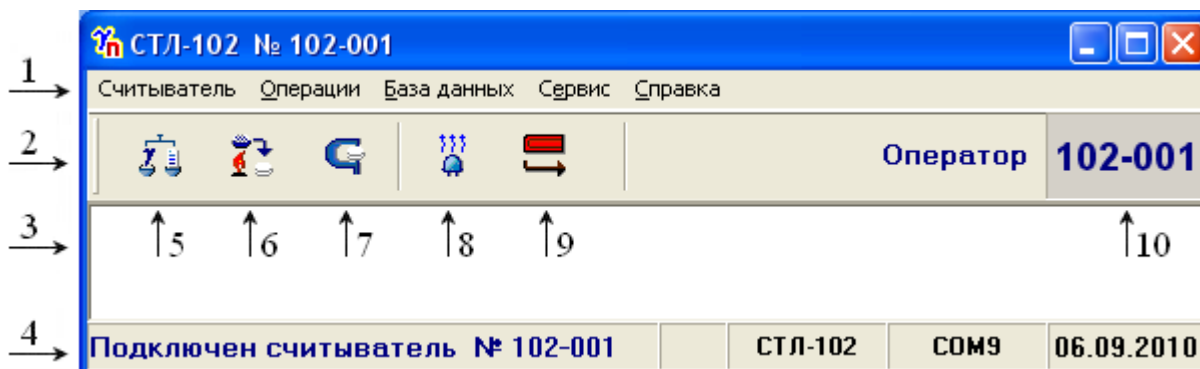 СТЛ-102 № 102-001
1
Считыватель Операции База данных Сервис Справка
2
Оператор 102-001
3
5 6 7 8 9 10
4
Подключен считыватель № 102-001 СТЛ-102 COM9 06.09.2010